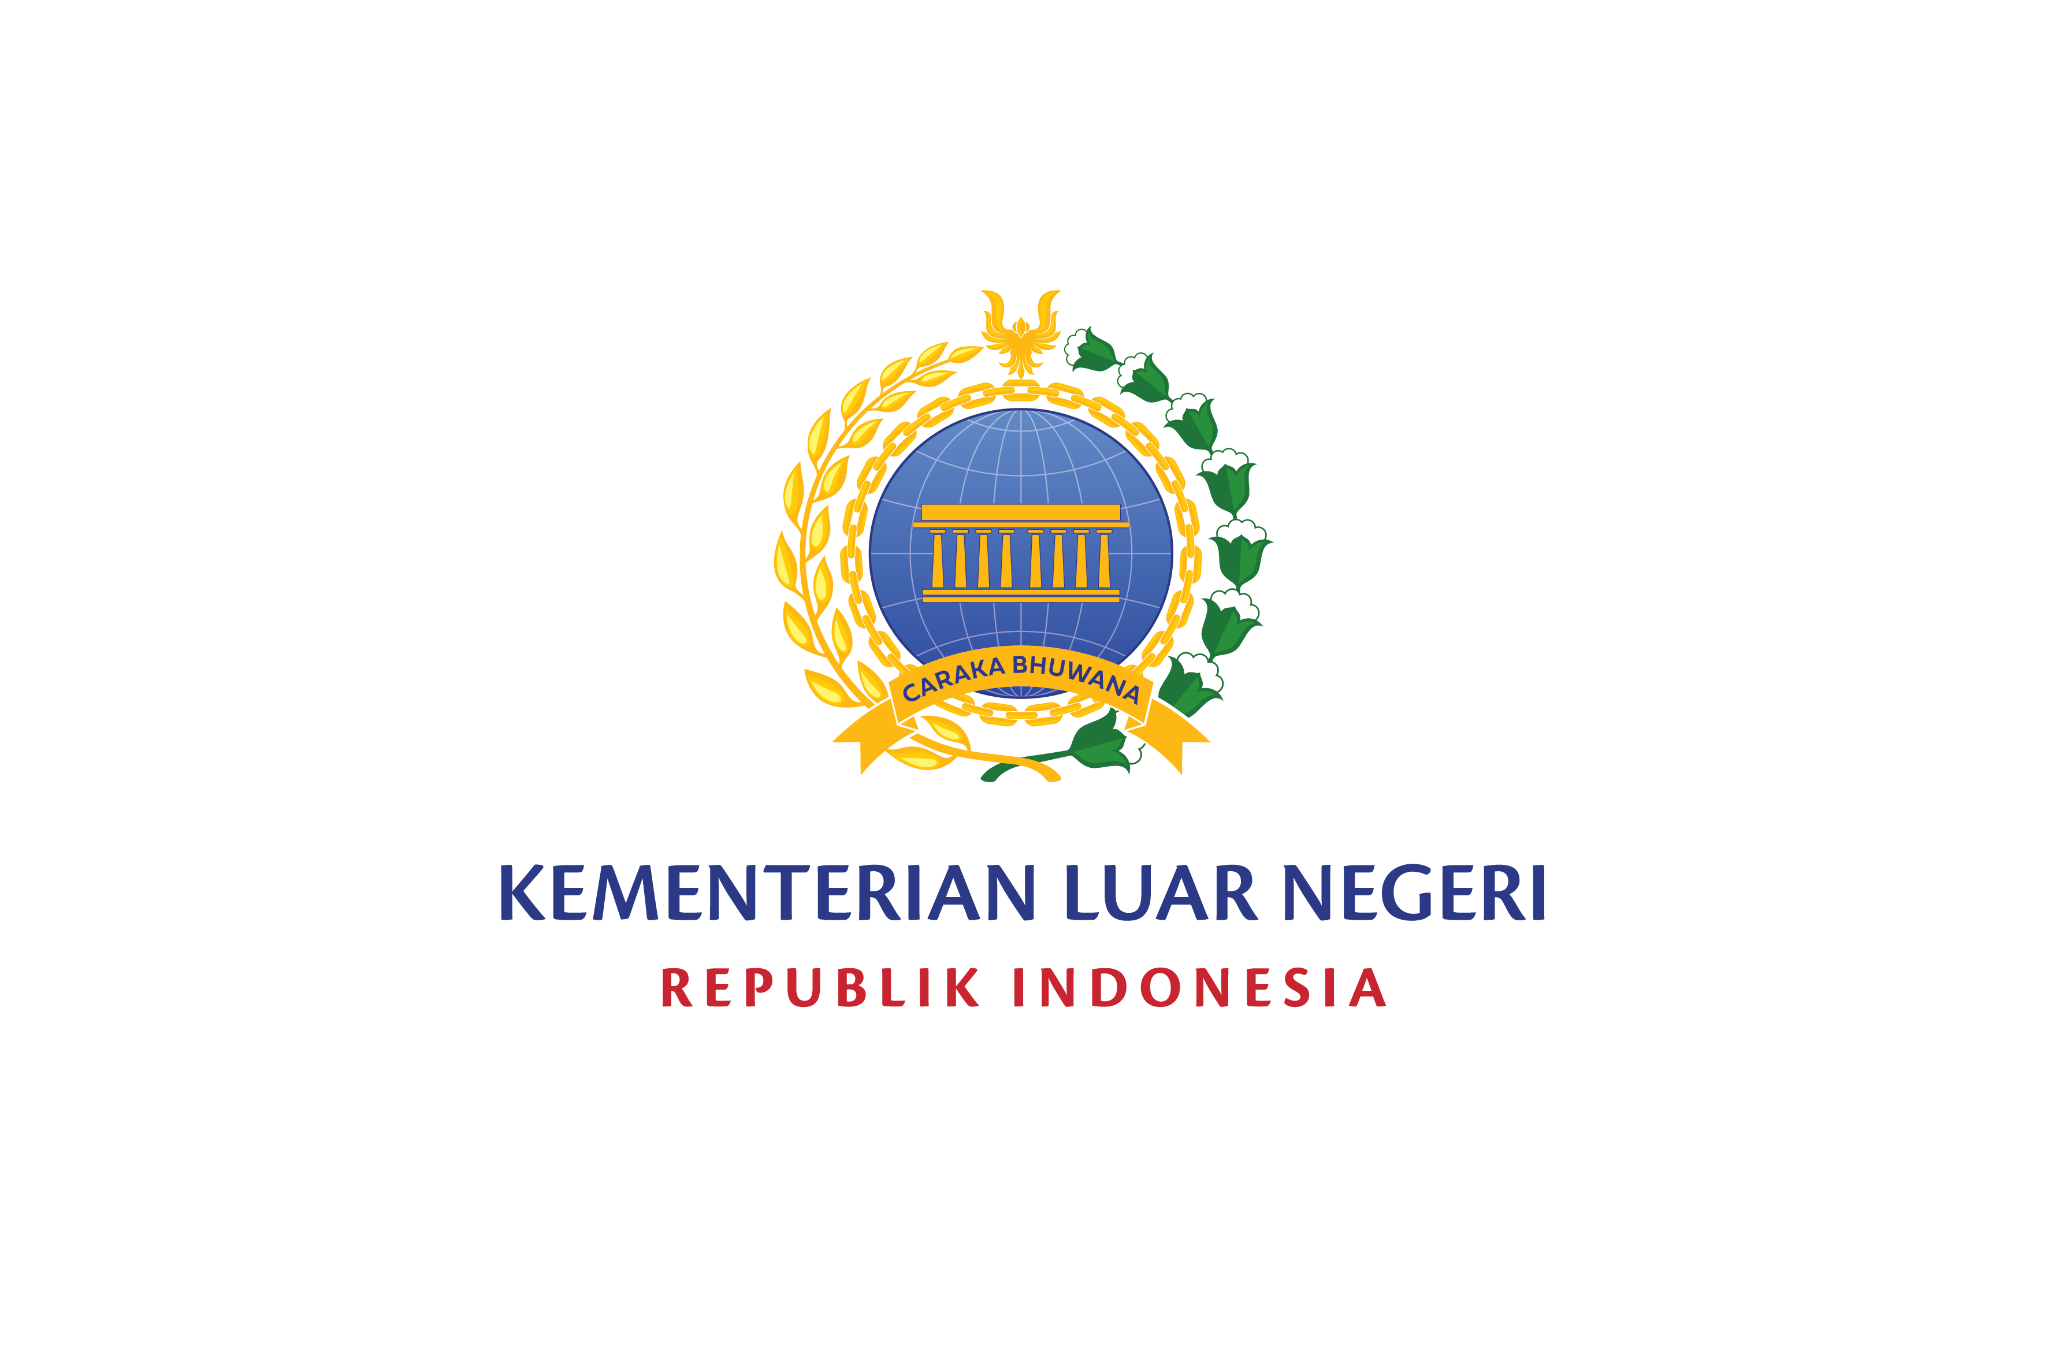 CARAKA BHUWANA
KEMENTERIAN LUAR NEGERI
REPUBLIK INDONESIA